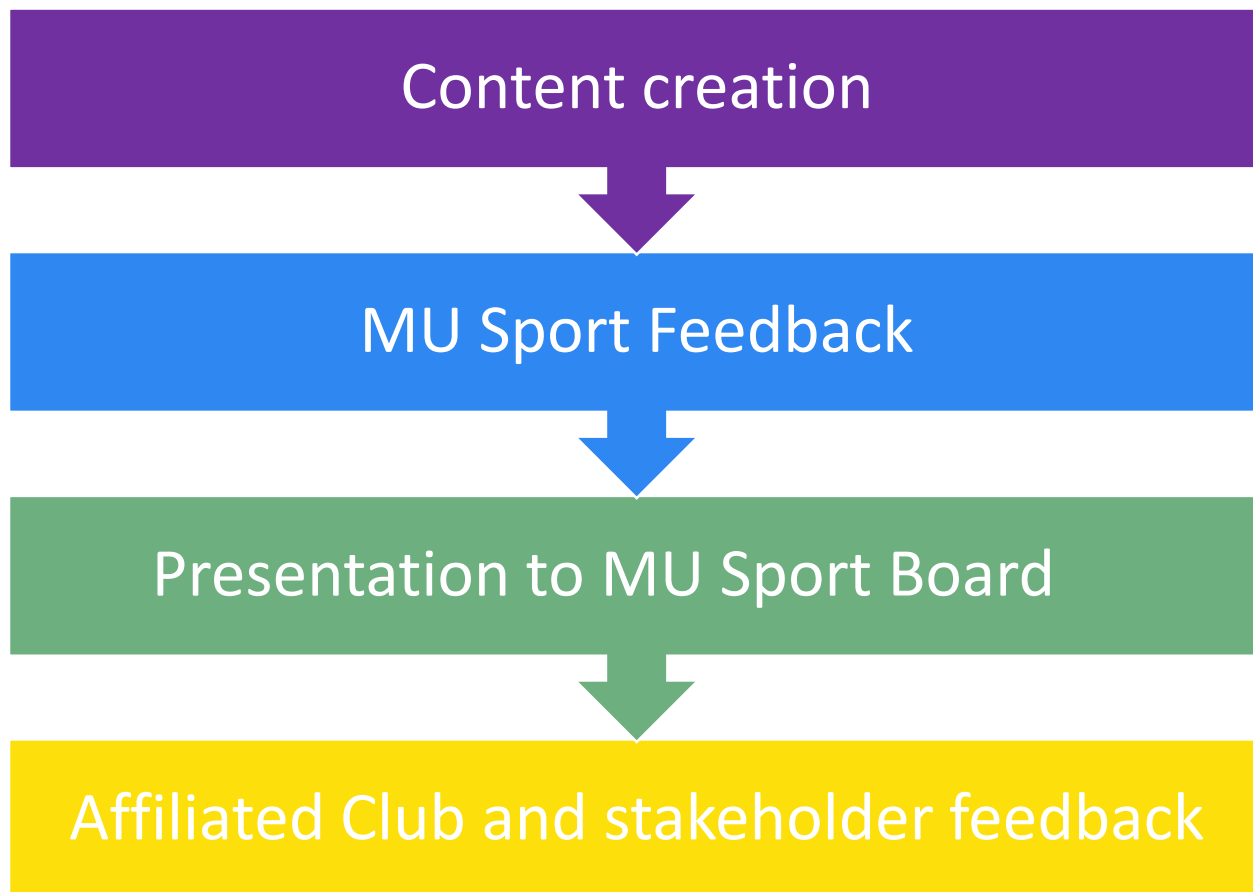 Content creation
MU Sport Feedback
Presentation to MU Sport Board
Affiliated Club and stakeholder feedback